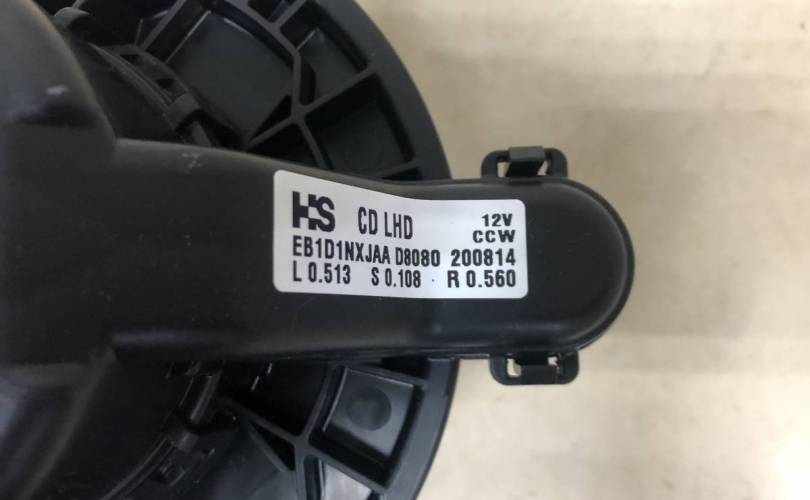 HS CD LHD 12V
CCW
EB1D1NXJAA D8080 200814
L 0.513 S 0.108 R 0.560